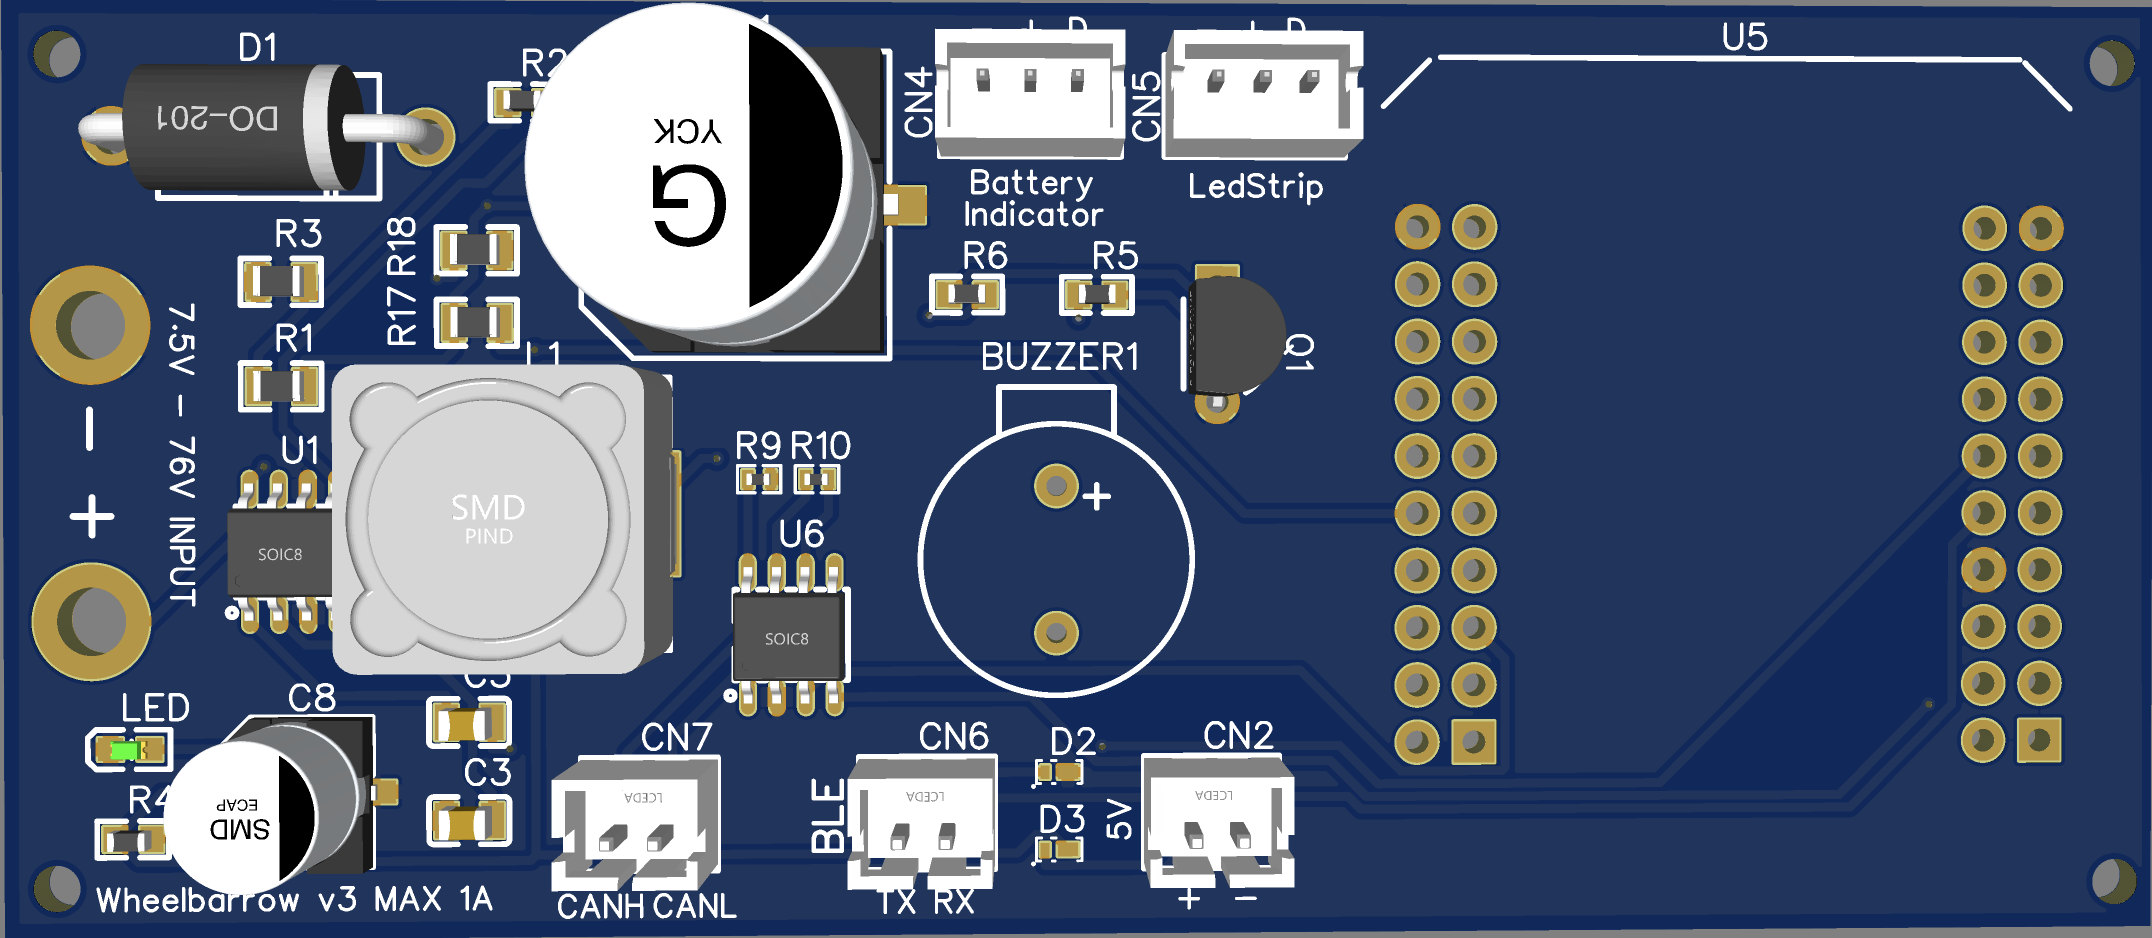 D1
DO-201
R2
YCK
G
CN4
+ D
CN5
+ D
U5
Battery
Indicator
LedStrip
R3
R18
R17
R6
R5
Q1
7.5V - 76V INPUT
R1
L1
BUZZER1
-
+
U1
SOIC8
SMD
PIND
R9
R10
+
U6
SOIC8
LED
C8
R4
ECAP
SMD
C3
CN7
LCEDA
CANH CANL
CN6
LCEDA
BLE
TX RX
D2
D3
CN2
LCEDA
5V
+ -
Wheelbarrow v3 MAX 1A